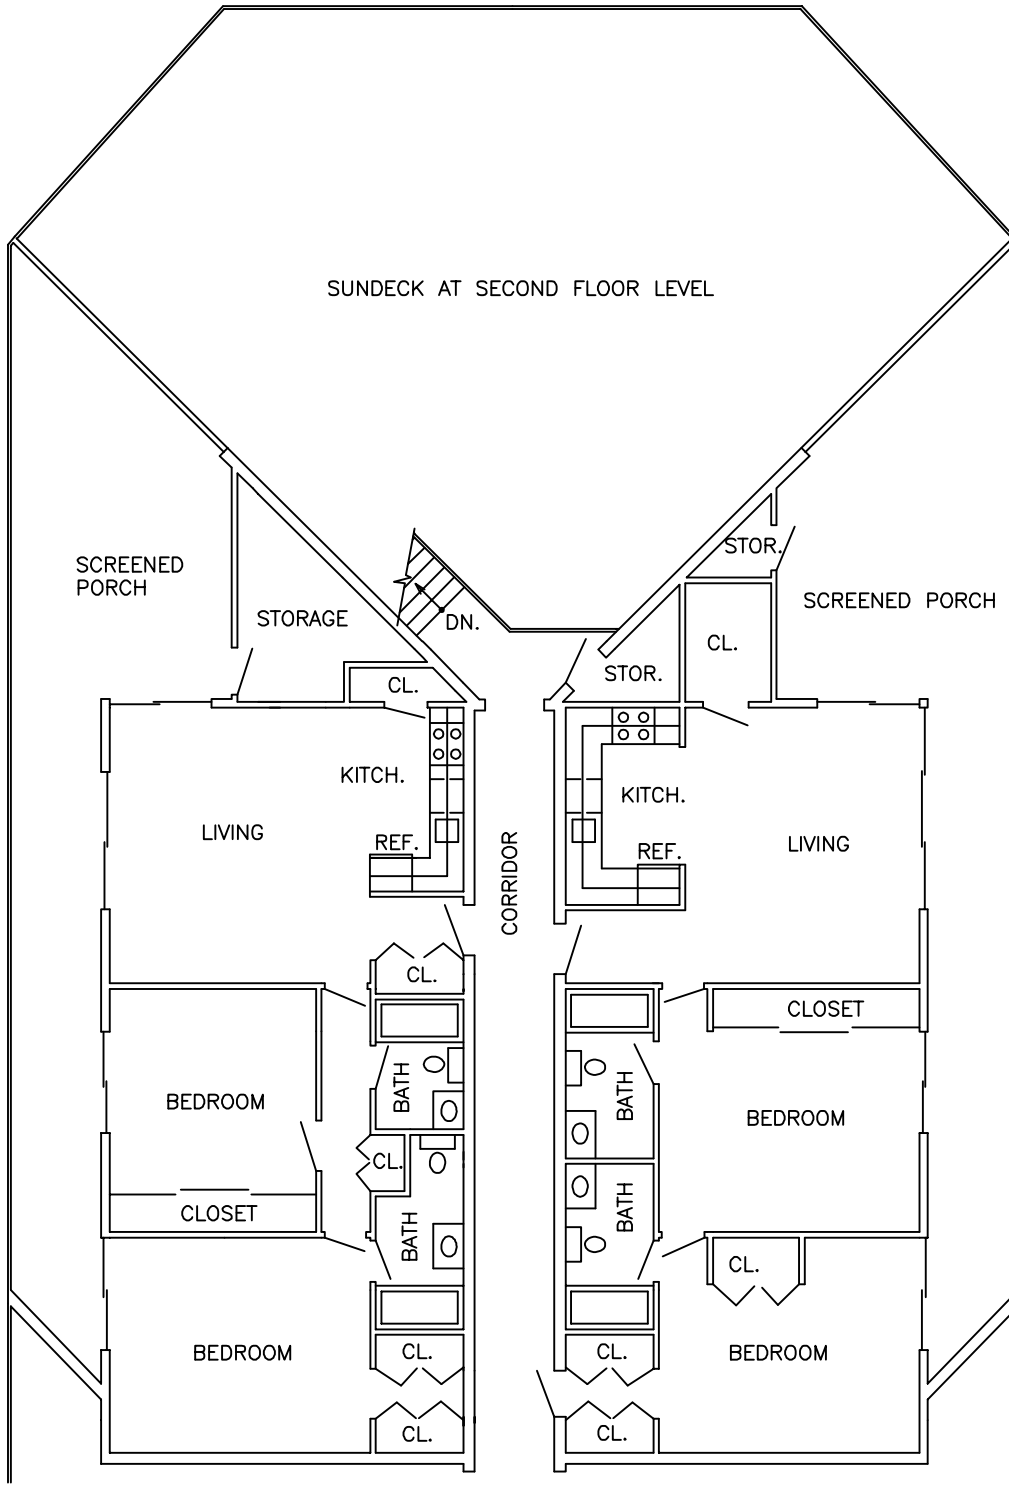 SUNDECK AT SECOND FLOOR LEVEL
STOR.
SCREENED
PORCH
SCREENED PORCH
STORAGE
DN.
CL.
STOR.
CL.
KITCH.
KITCH.
LIVING
REF.
CORRIDOR
REF.
LIVING
CL.
CLOSET
BEDROOM
BATH
BATH
BEDROOM
CL.
CLOSET
BATH
BATH
CL.
BEDROOM
CL.
CL.
BEDROOM
CL.
CL.